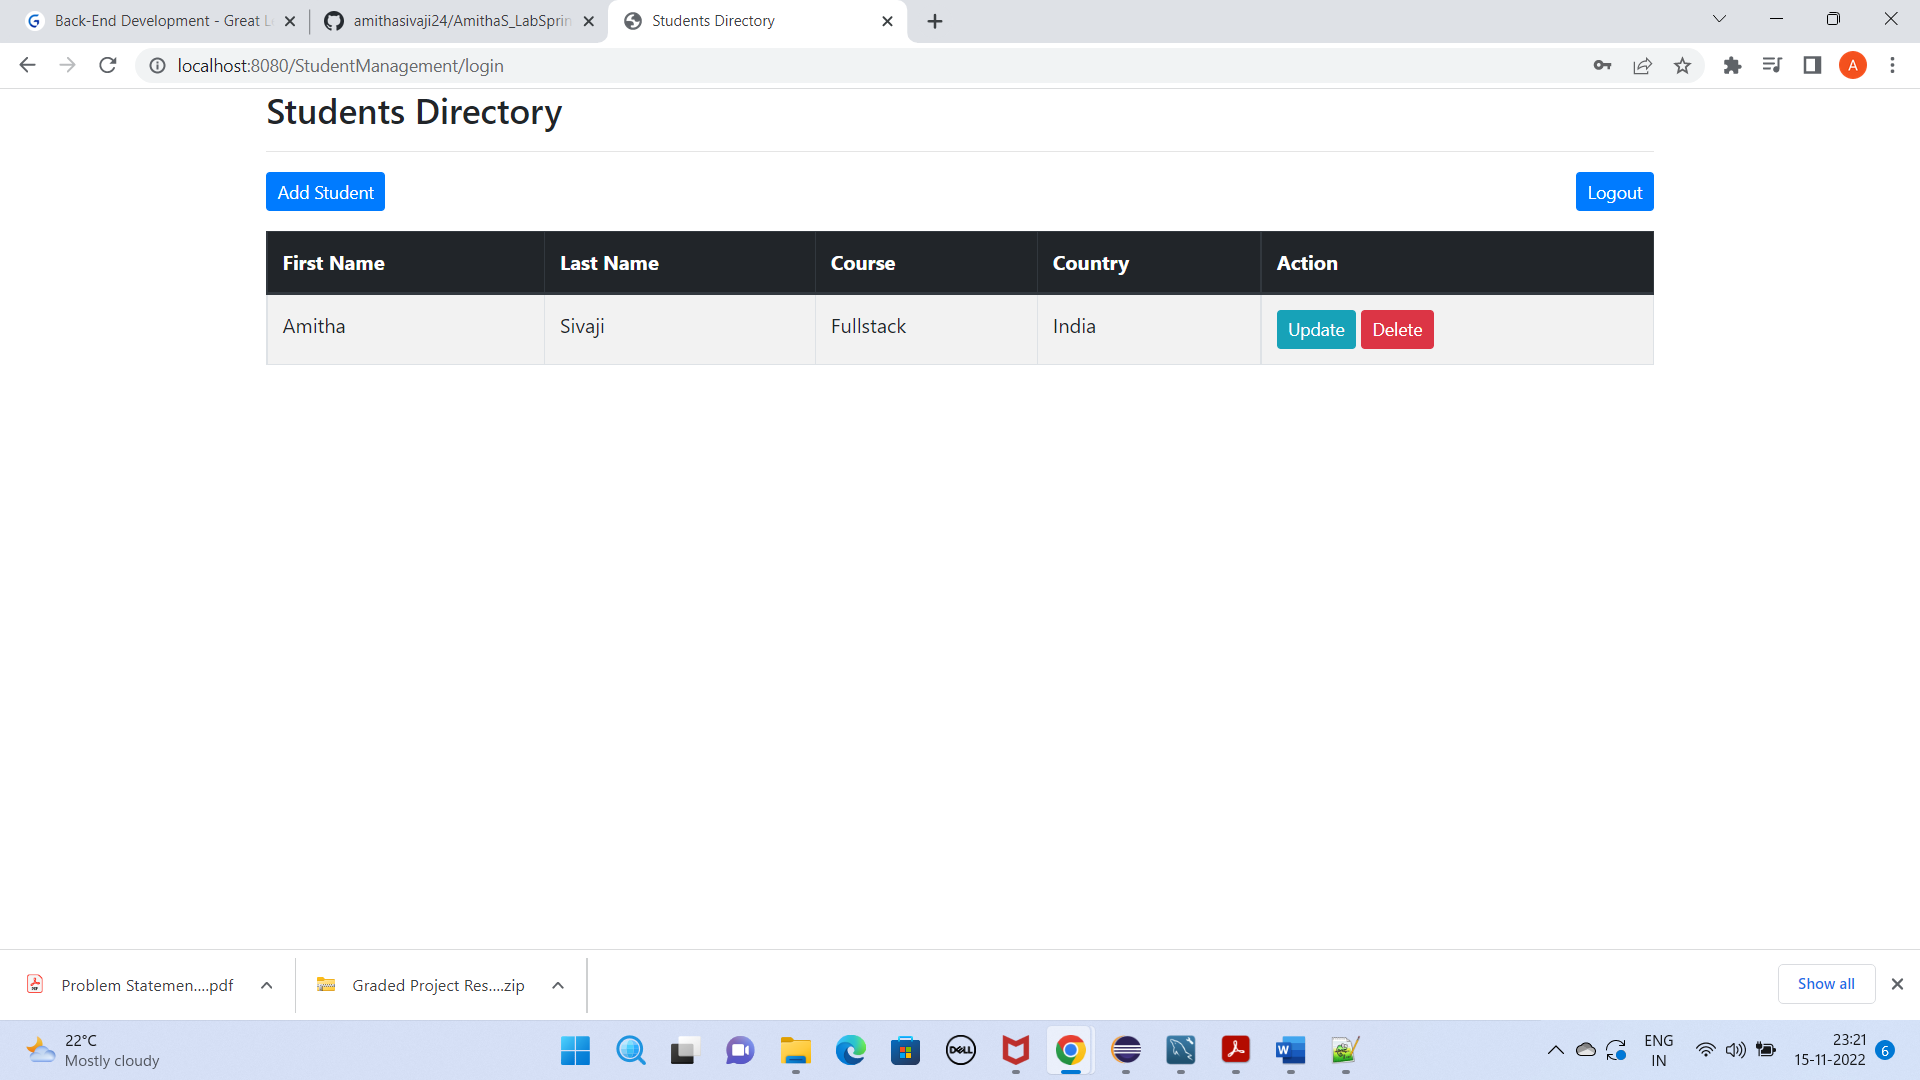 Back-End Development - Great L
amithasivaji24/AmithaS_LabSprin
Students Directory
localhost:8080/StudentManagement/login
A
Students Directory
Add Student
Logout
First Name Last Name Course Country Action
Amitha Sivaji Fullstack India Update Delete
Problem Statemen....pdf
Graded Project Res....zip
Show all
22°C
Mostly cloudy
DELL
W
ENG
IN
23:21
15-11-2022
6